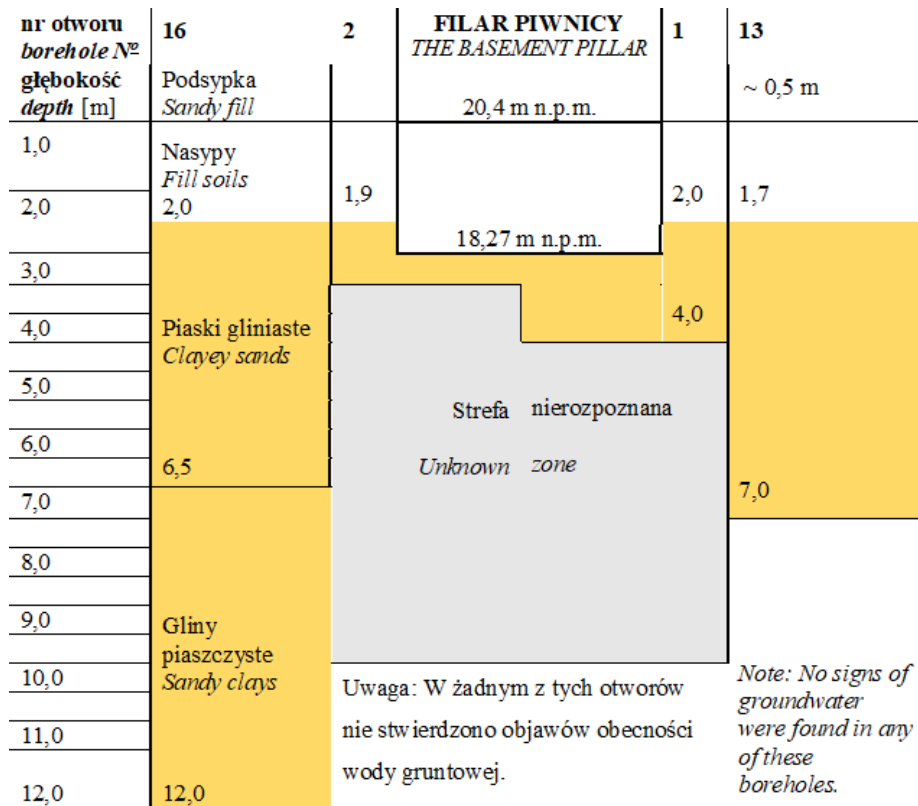 nr otworu
borehole Nº
głębokość
depth [m]
16
2
FILAR PIWNICY
THE BASEMENT PILLAR
1
13
Podsypka
Sandy fill
20,4 m n.p.m.
~ 0,5 m
1,0
Nasypy
Fill soils
2,0
2,0
1,9
2,0
1,7
18,27 m n.p.m.
3,0
4,0
Piaski gliniaste
Clayey sands
4,0
5,0
Strefa nierozpoznana
6,0
Unknown zone
6,5
7,0
7,0
8,0
9,0
Gliny
piaszczyste
Sandy clays
10,0
11,0
12,0
12,0
Uwaga: W żadnym z tych otworów
nie stwierdzono objawów obecności
wody gruntowej.
Note: No signs of
groundwater
were found in any
of these
boreholes.